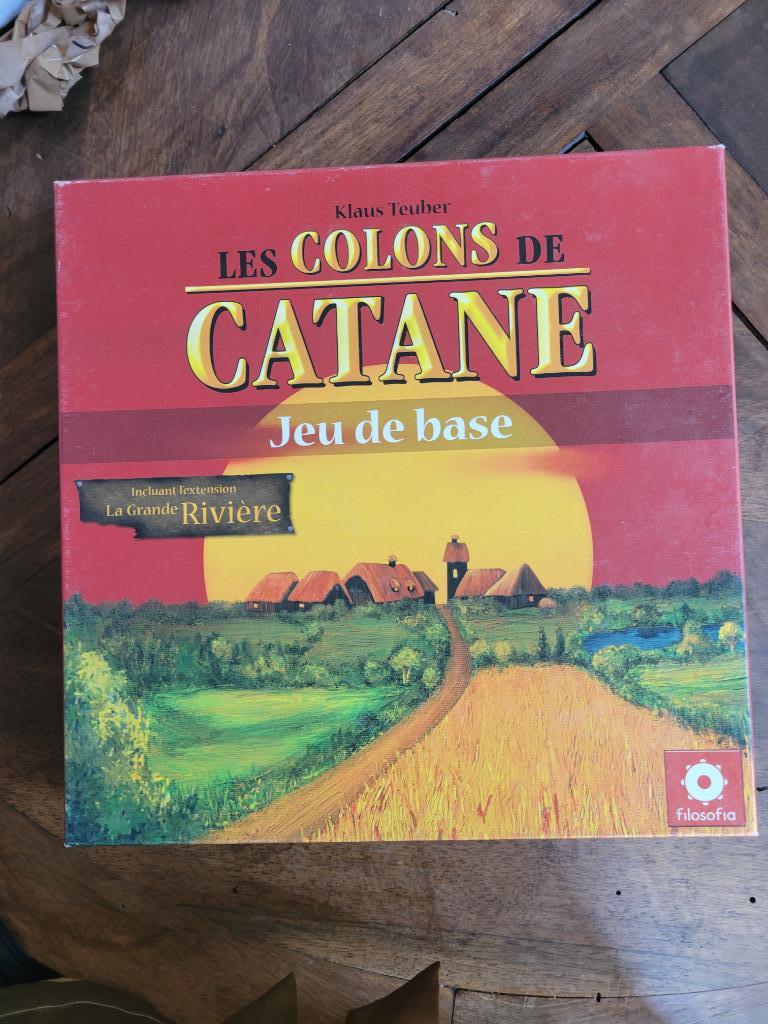 Klaus Teuber
LES COLONS DE
CATANE
Jeu de base
Incluant l'extension
La Grande Rivière
filosofia